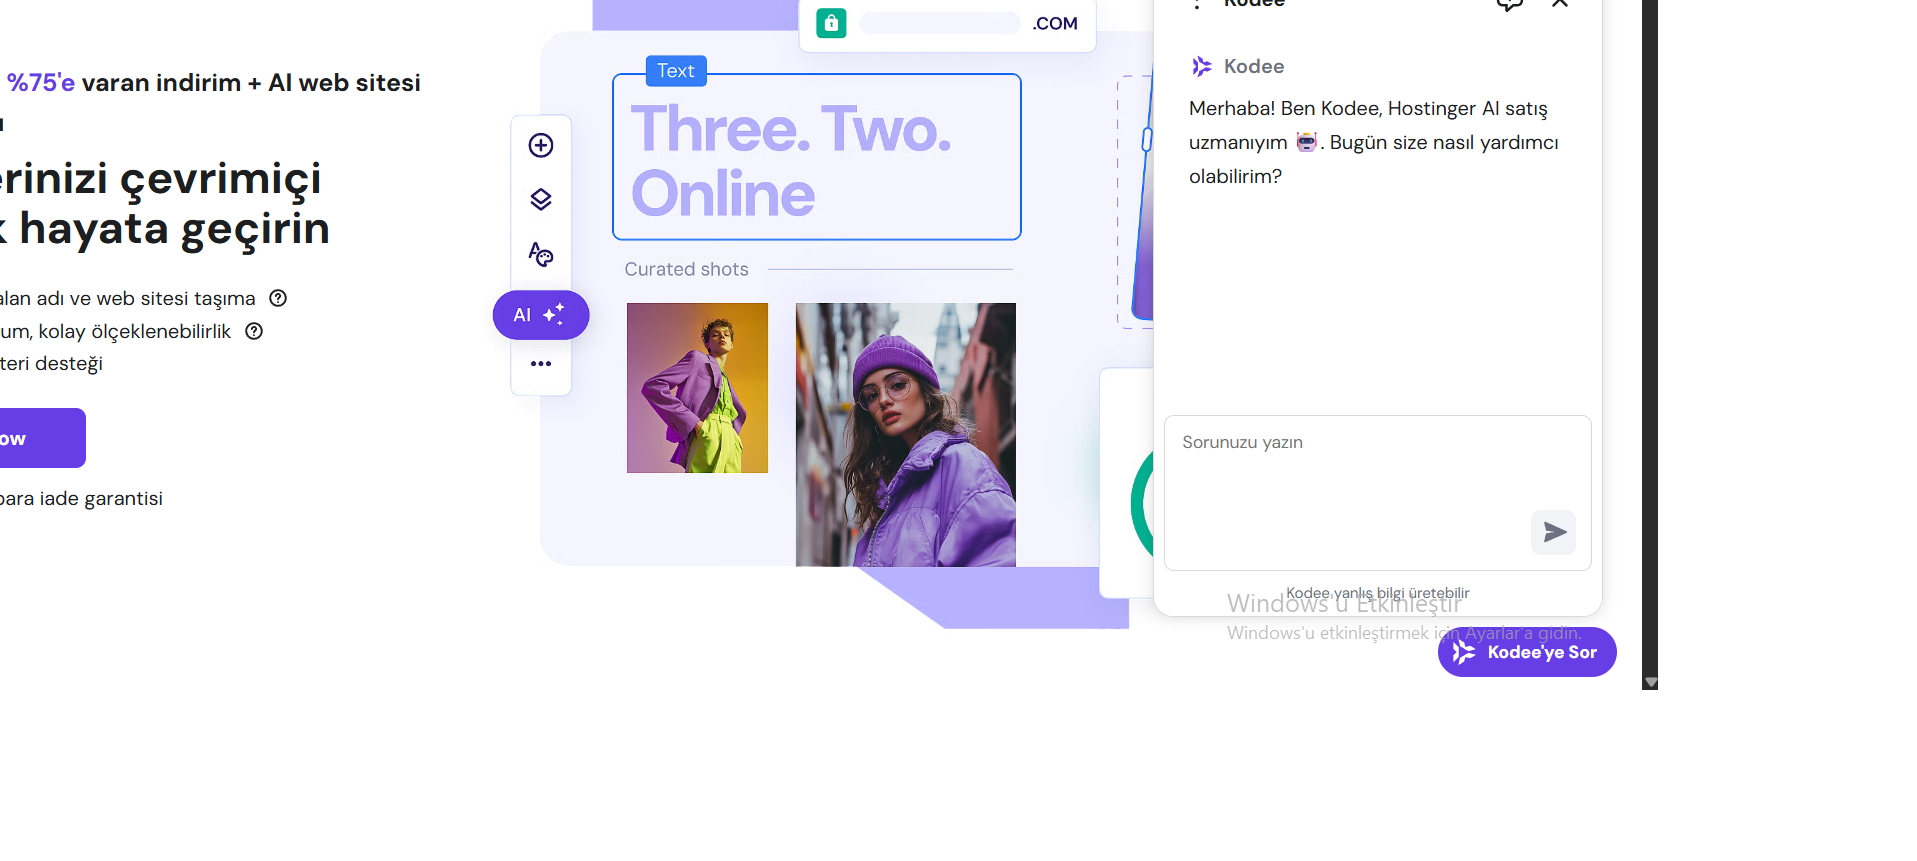 %75'e varan indirim + AI web sitesi
erinizi çevrimiçi
k hayata geçirin
alan adı ve web sitesi taşıma
um, kolay ölçeklenebilirlik
teri desteği
ow
para iade garantisi
.COM
Text
Three. Two.
Online
Curated shots
AI
Kodee
Kodee
Merhaba! Ben Kodee, Hostinger AI satış
uzmanıyım. Bugün size nasıl yardımcı
olabilirim?
Sorunuzu yazın
Kodee yanlış bilgi üretebilir
Windows'u Etkinleştir
Windows'u etkinleştirmek için Ayarlar'a gidin.
Kodee'ye Sor